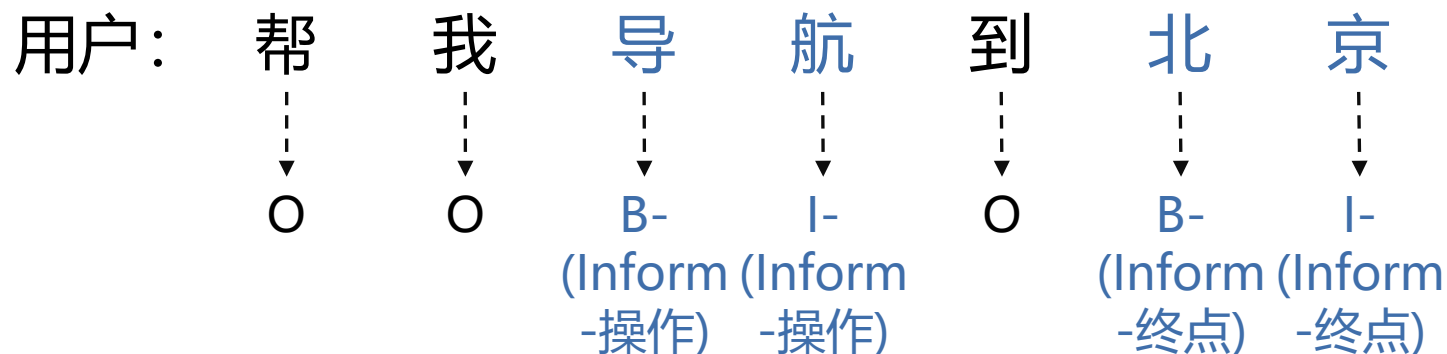 用户： 帮 我 导 航 到 北 京
O O B- I- O B- I-
(Inform (Inform (Inform (Inform
-操作) -操作) -终点) -终点)